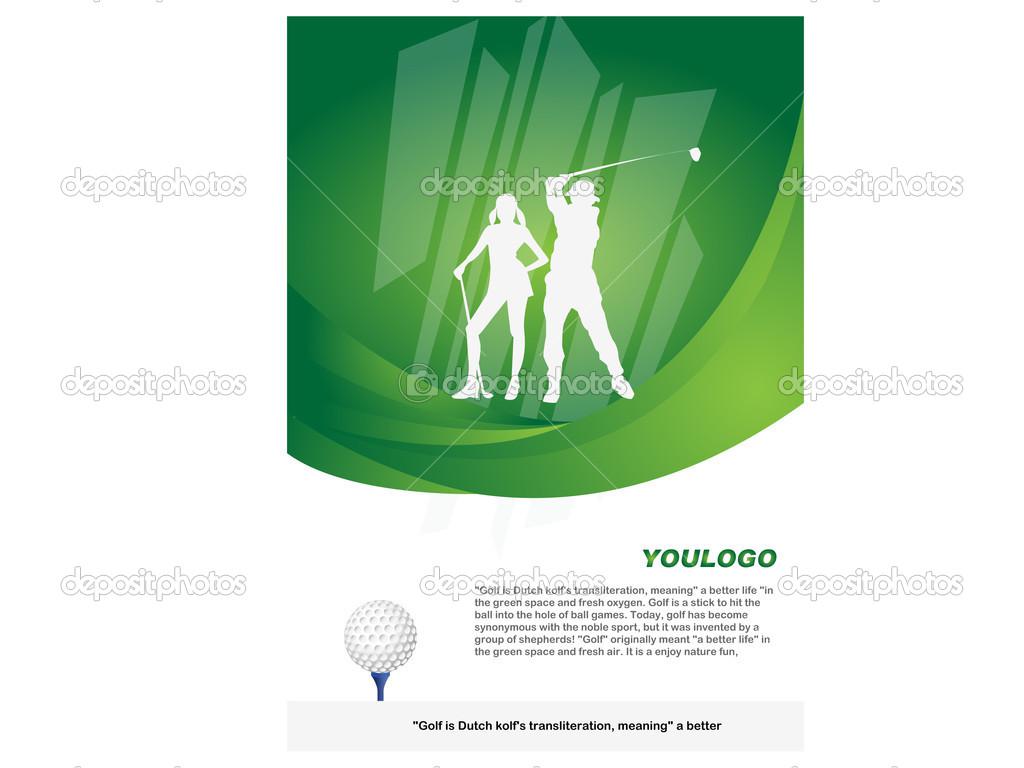 depositphotos depositphotos depositphotos
depositphotos depositphotos depositphotos
YOULOGO
depositphotos depositphotos depositphotos
"Golf is Dutch kolf's transliteration, meaning" a better life "in
the green space and fresh oxygen. Golf is a stick to hit the
ball into the hole of ball games. Today, golf has become
synonymous with the noble sport, but it was invented by a
group of shepherds! "Golf" originally meant "a better life" in
the green space and fresh air. It is a enjoy nature fun,
"Golf is Dutch kolf's transliteration, meaning" a better